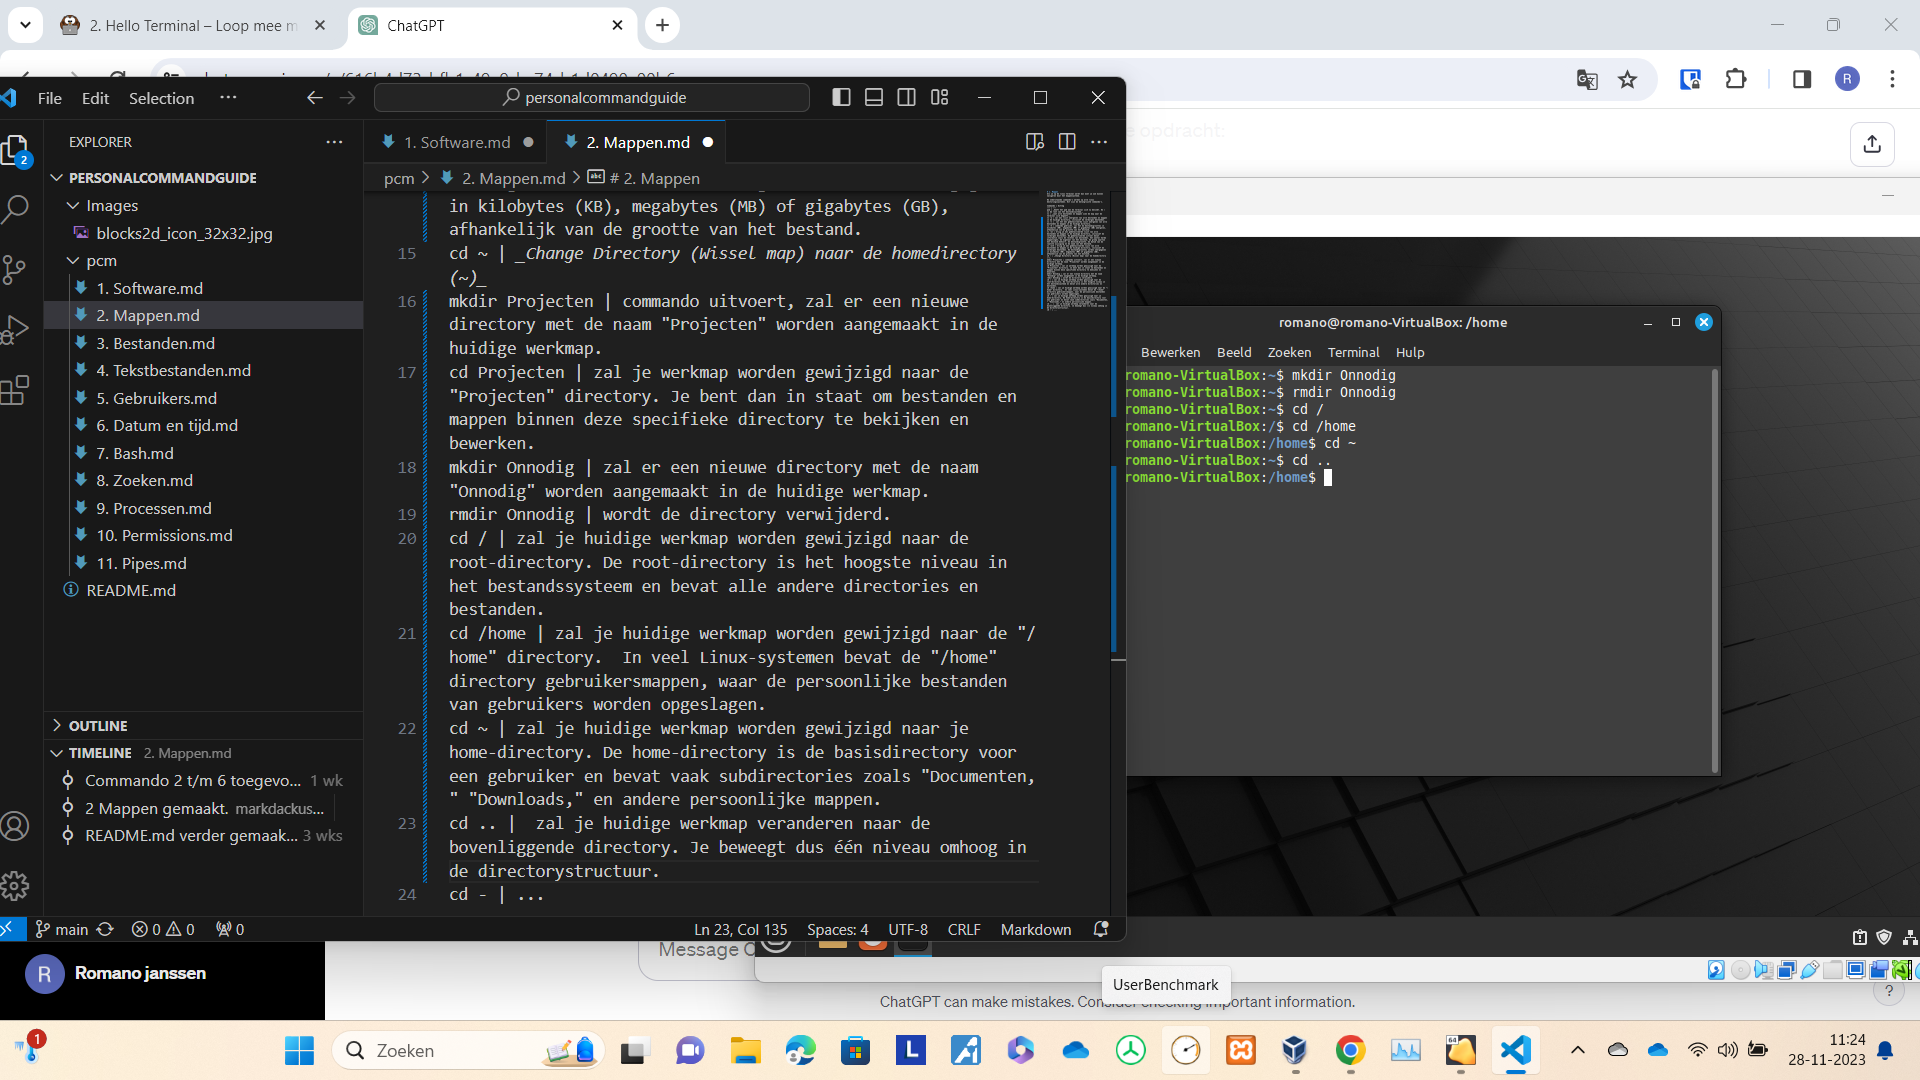 2. Hello Terminal – Loop mee m
ChatGPT
File Edit Selection ···
personalcommandguide
EXPLORER
2
PERSONALCOMMANDGUIDE
Images
blocks2d_icon_32x32.jpg
pcm
1. Software.md
2. Mappen.md
3. Bestanden.md
4. Tekstbestanden.md
5. Gebruikers.md
6. Datum en tijd.md
7. Bash.md
8. Zoeken.md
9. Processen.md
10. Permissions.md
11. Pipes.md
README.md
OUTLINE
TIMELINE 2. Mappen.md
Commando 2 t/m 6 toegevo... 1 wk
2 Mappen gemaakt. markdackus...
README.md verder gemaak... 3 wks
1. Software.md
2. Mappen.md
pcm > 2. Mappen.md > # 2. Mappen
in kilobytes (KB), megabytes (MB) of gigabytes (GB),
afhankelijk van de grootte van het bestand.
15 cd ~ | _Change Directory (Wissel map) naar de homedirectory
(~)_
16 mkdir Projecten | commando uitvoert, zal er een nieuwe
directory met de naam "Projecten" worden aangemaakt in de
huidige werkmap.
17 cd Projecten | zal je werkmap worden gewijzigd naar de
"Projecten" directory. Je bent dan in staat om bestanden en
mappen binnen deze specifieke directory te bekijken en
bewerken.
18 mkdir Onnodig | zal er een nieuwe directory met de naam
"Onnodig" worden aangemaakt in de huidige werkmap.
19 rmdir Onnodig | wordt de directory verwijderd.
20 cd / | zal je huidige werkmap worden gewijzigd naar de
root-directory. De root-directory is het hoogste niveau in
het bestandssysteem en bevat alle andere directories en
bestanden.
21 cd /home | zal je huidige werkmap worden gewijzigd naar de "/
home" directory.  In veel Linux-systemen bevat de "/home"
directory gebruikersmappen, waar de persoonlijke bestanden
van gebruikers worden opgeslagen.
22 cd ~ | zal je huidige werkmap worden gewijzigd naar je
home-directory. De home-directory is de basisdirectory voor
een gebruiker en bevat vaak subdirectories zoals "Documenten,
" "Downloads," en andere persoonlijke mappen.
23 cd .. |  zal je huidige werkmap veranderen naar de
bovenliggende directory. Je beweegt dus één niveau omhoog in
de directorystructuur.
24 cd - | ...
main 0 0 0
Ln 23, Col 135 Spaces: 4 UTF-8 CRLF Markdown
R
opdracht:
romano@romano-VirtualBox: /home
Bewerken Beeld Zoeken Terminal Hulp
romano-VirtualBox:~$ mkdir Onnodig
romano-VirtualBox:~$ rmdir Onnodig
romano-VirtualBox:~$ cd /
romano-VirtualBox:/$ cd /home
romano-VirtualBox:/home$ cd ~
romano-VirtualBox:~$ cd ..
romano-VirtualBox:/home$
R Romano janssen
Message C
UserBenchmark
ChatGPT can make mistakes. Consider checking important information.
?
1
Zoeken
L
64
11:24
28-11-2023